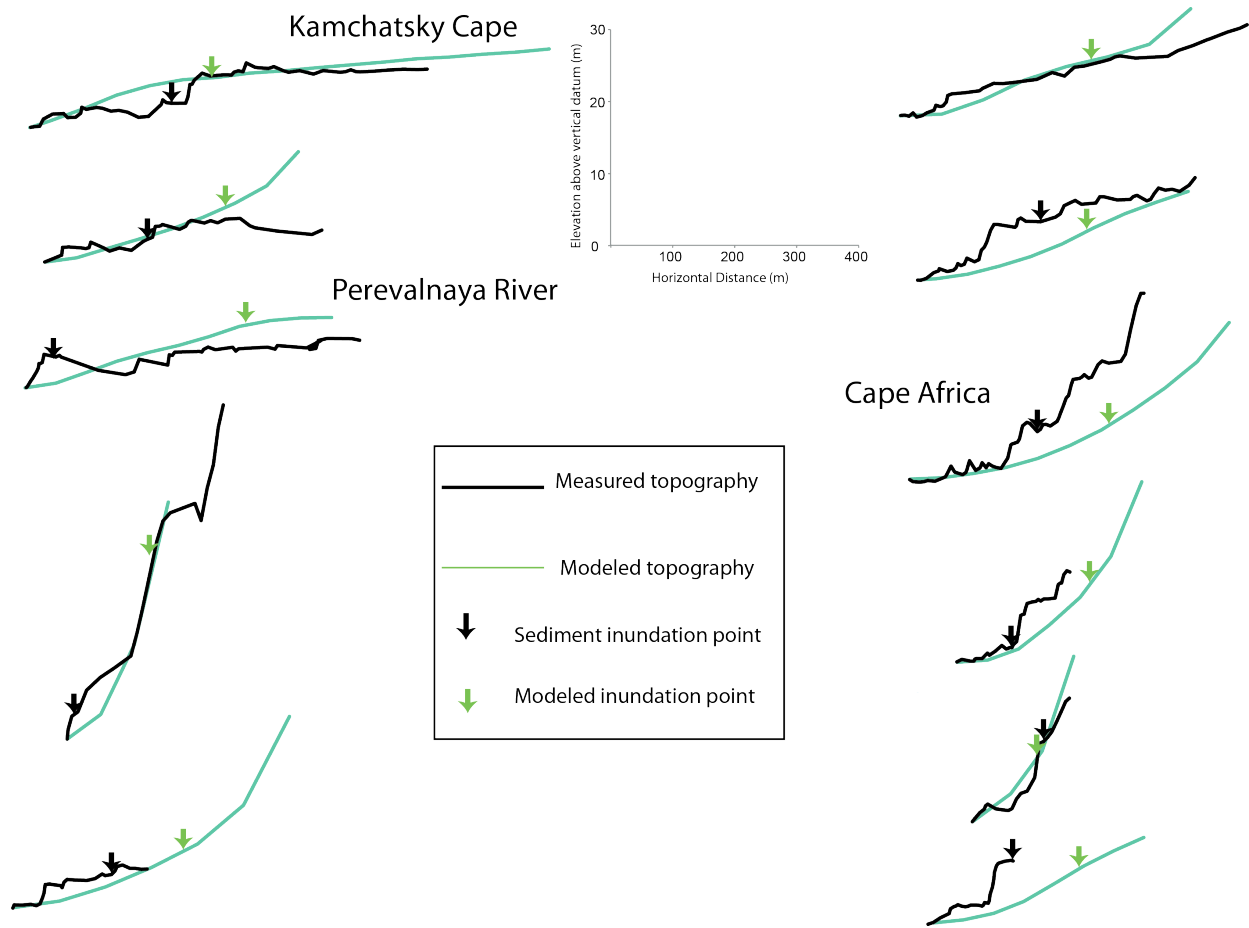 Kamchatsky Cape
30
20
10
0
Elevation above vertical datum (m)
100 200 300 400
Horizontal Distance (m)
Perevalnaya River
Cape Africa
Measured topography
Modeled topography
Sediment inundation point
Modeled inundation point